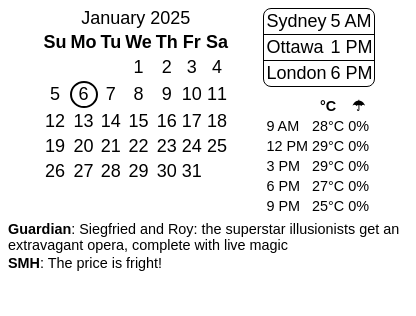 January 2025
Su Mo Tu We Th Fr Sa
1 2 3 4
5 6 7 8 9 10 11
12 13 14 15 16 17 18
19 20 21 22 23 24 25
26 27 28 29 30 31
Sydney 5 AM
Ottawa 1 PM
London 6 PM
°C ☂
9 AM 28°C 0%
12 PM 29°C 0%
3 PM 29°C 0%
6 PM 27°C 0%
9 PM 25°C 0%
Guardian: Siegfried and Roy: the superstar illusionists get an
extravagant opera, complete with live magic
SMH: The price is fright!